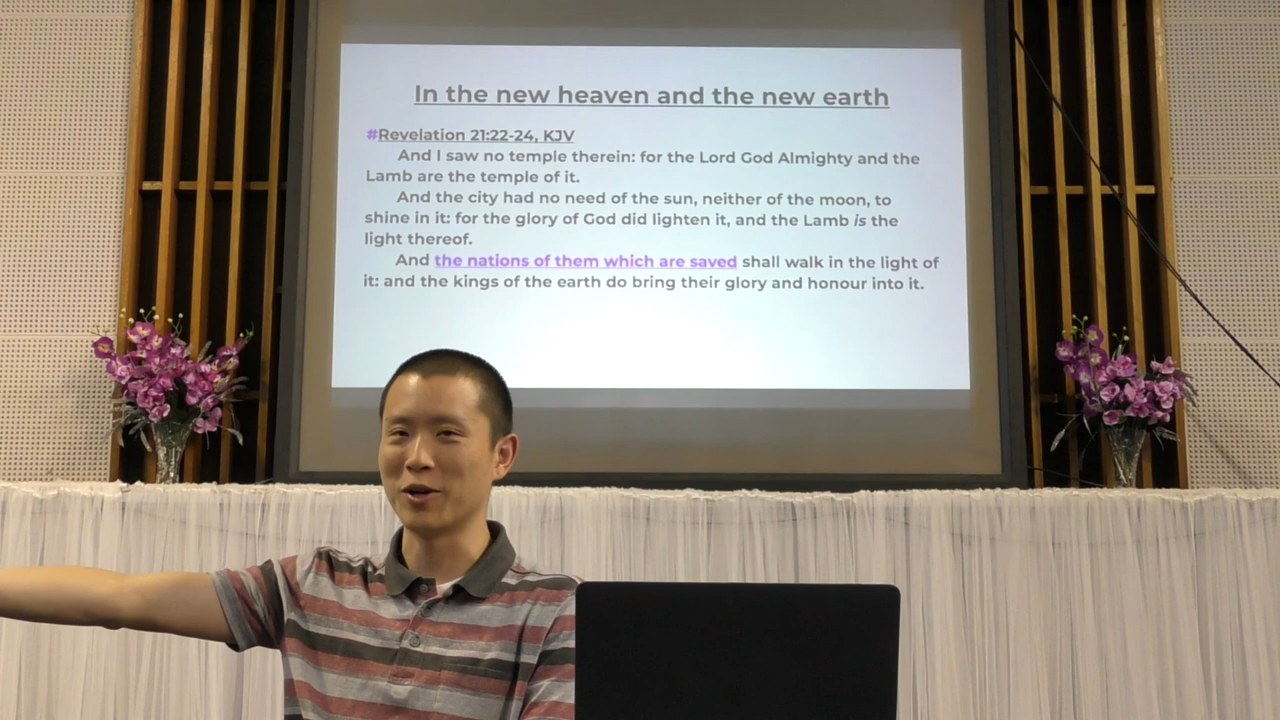 In the new heaven and the new earth
#Revelation 21:22-24, KJV
And I saw no temple therein: for the Lord God Almighty and the
Lamb are the temple of it.
And the city had no need of the sun, neither of the moon, to
shine in it: for the glory of God did lighten it, and the Lamb is the
light thereof.
And the nations of them which are saved shall walk in the light of
it: and the kings of the earth do bring their glory and honour into it.